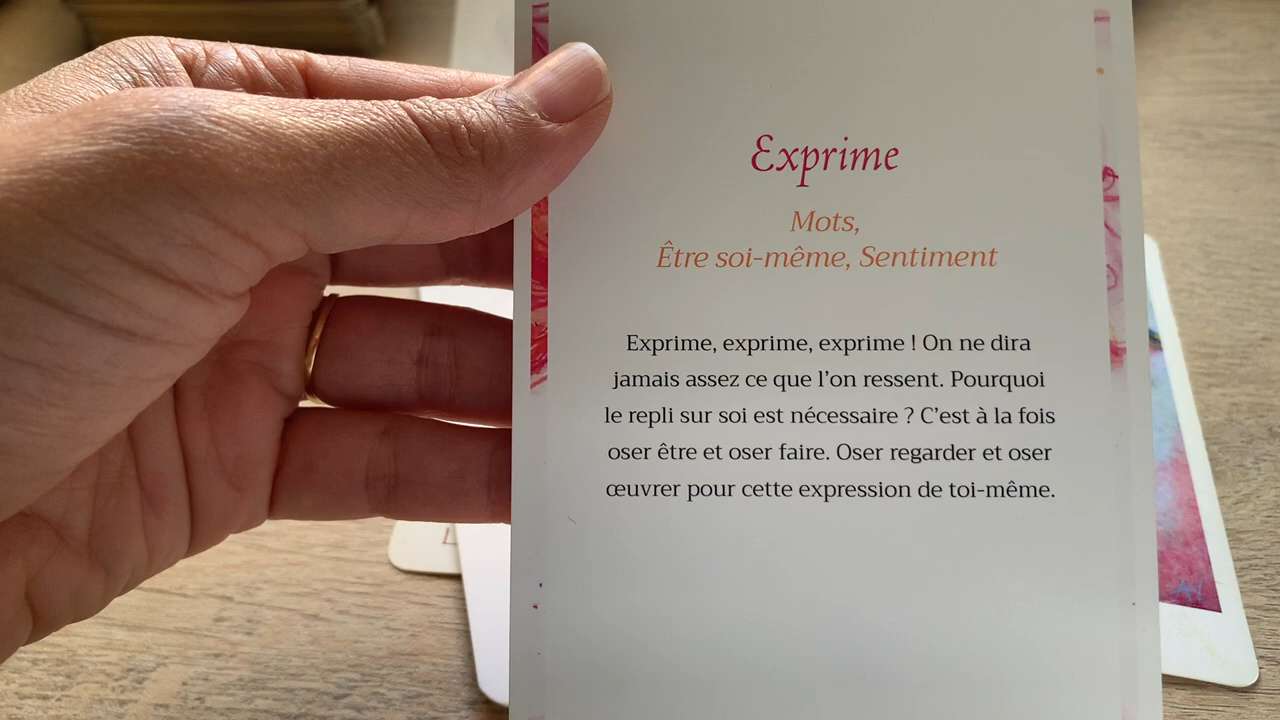 Exprime
Mots,
Être soi-même, Sentiment
Exprime, exprime, exprime ! On ne dira
jamais assez ce que l’on ressent. Pourquoi
le repli sur soi est nécessaire ? C’est à la fois
oser être et oser faire. Oser regarder et oser
œuvrer pour cette expression de toi-même.